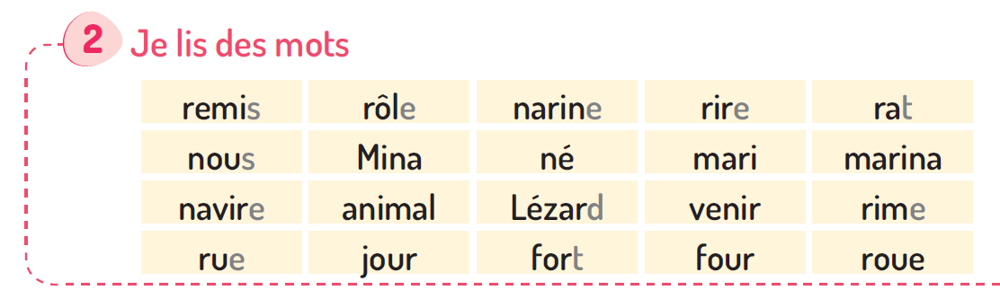 2 Je lis des mots
remis rôle narine rire rat
nous Mina né mari marina
navire animal Lézard venir rime
rue jour fort four roue